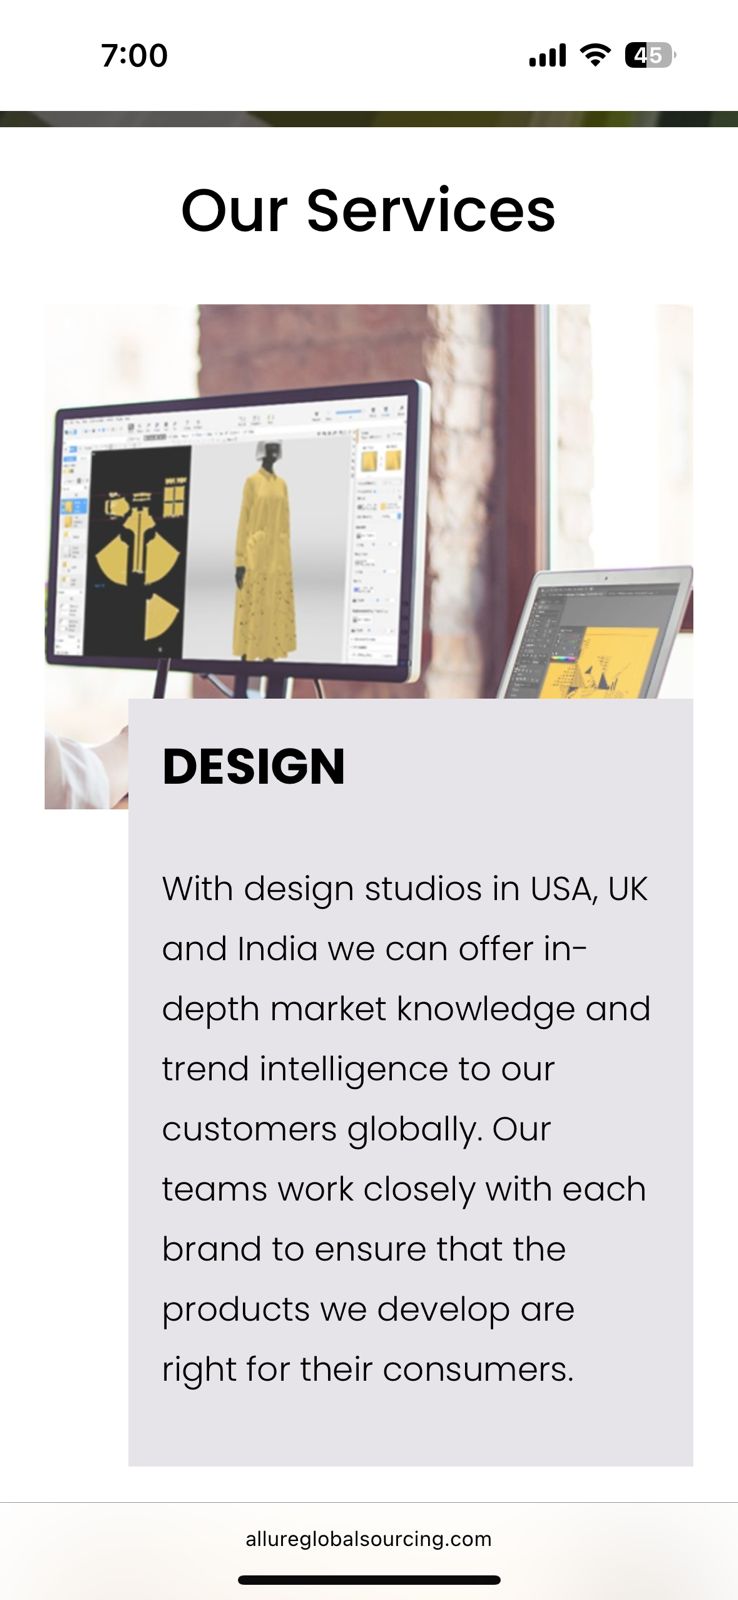 7:00
45
Our Services
DESIGN
With design studios in USA, UK
and India we can offer in-
depth market knowledge and
trend intelligence to our
customers globally. Our
teams work closely with each
brand to ensure that the
products we develop are
right for their consumers.
allureglobalsourcing.com